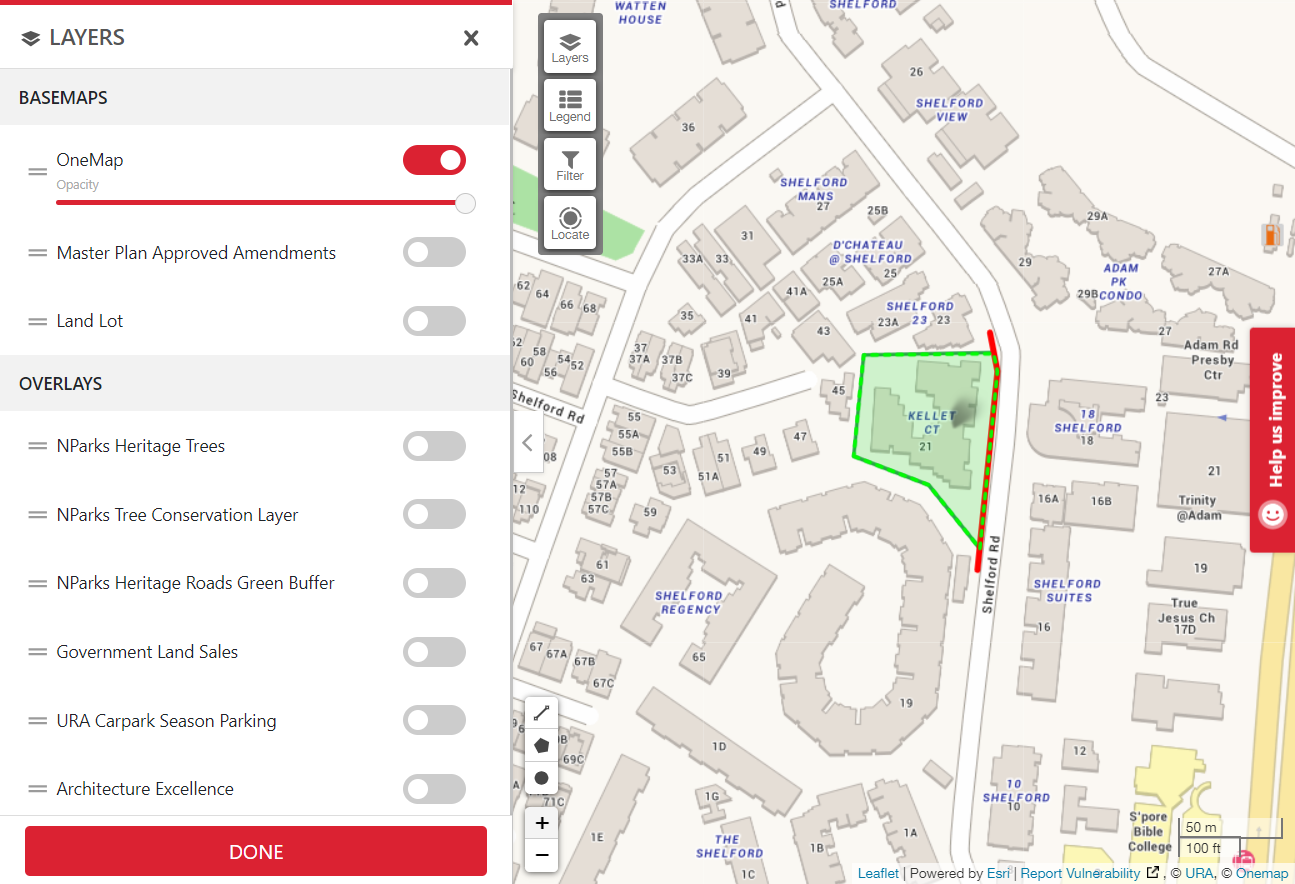 LAYERS
BASEMAPS
OneMap
Opacity
Master Plan Approved Amendments
Land Lot
OVERLAYS
NParks Heritage Trees
NParks Tree Conservation Layer
NParks Heritage Roads Green Buffer
Government Land Sales
URA Carpark Season Parking
Architecture Excellence
DONE
Layers
Legend
Filter
Locate
WATTEN
HOUSE
SHELFORD
26
SHELFORD
VIEW
36
SHELFORD
MANS
27
25B
31
D'CHATEAU
@ SHELFORD
25
25A
33A
33
41A
29A
29
ADAM
PK
CONDO
27A
29B
27
62
64
66
68
35
41
43
SHELFORD
23
23A
23
Adam Rd
Presby
Ctr
58
60
54
56
52
37
37A
37B
37C
39
45
23
Shelford Rd
KELLET
CT
21
18
SHELFORD
18
55
55A
55B
47
49
51
51A
53
57
57A
57B
57C
59
110
16A
16B
21
Trinity
@Adam
61
63
Shelford Rd
SHELFORD
REGENCY
65
SHELFORD
SUITES
16
19
True
Jesus Ch
17D
67
67A
67B
67C
19
69C
71C
1D
12
1G
10
SHELFORD
10
1E
THE
SHELFORD
1C
1B
1A
S'pore
Bible
College
50 m
100 ft
+
−
Help us improve
Leaflet | Powered by Esri | Report Vulnerability , © URA, © Onemap